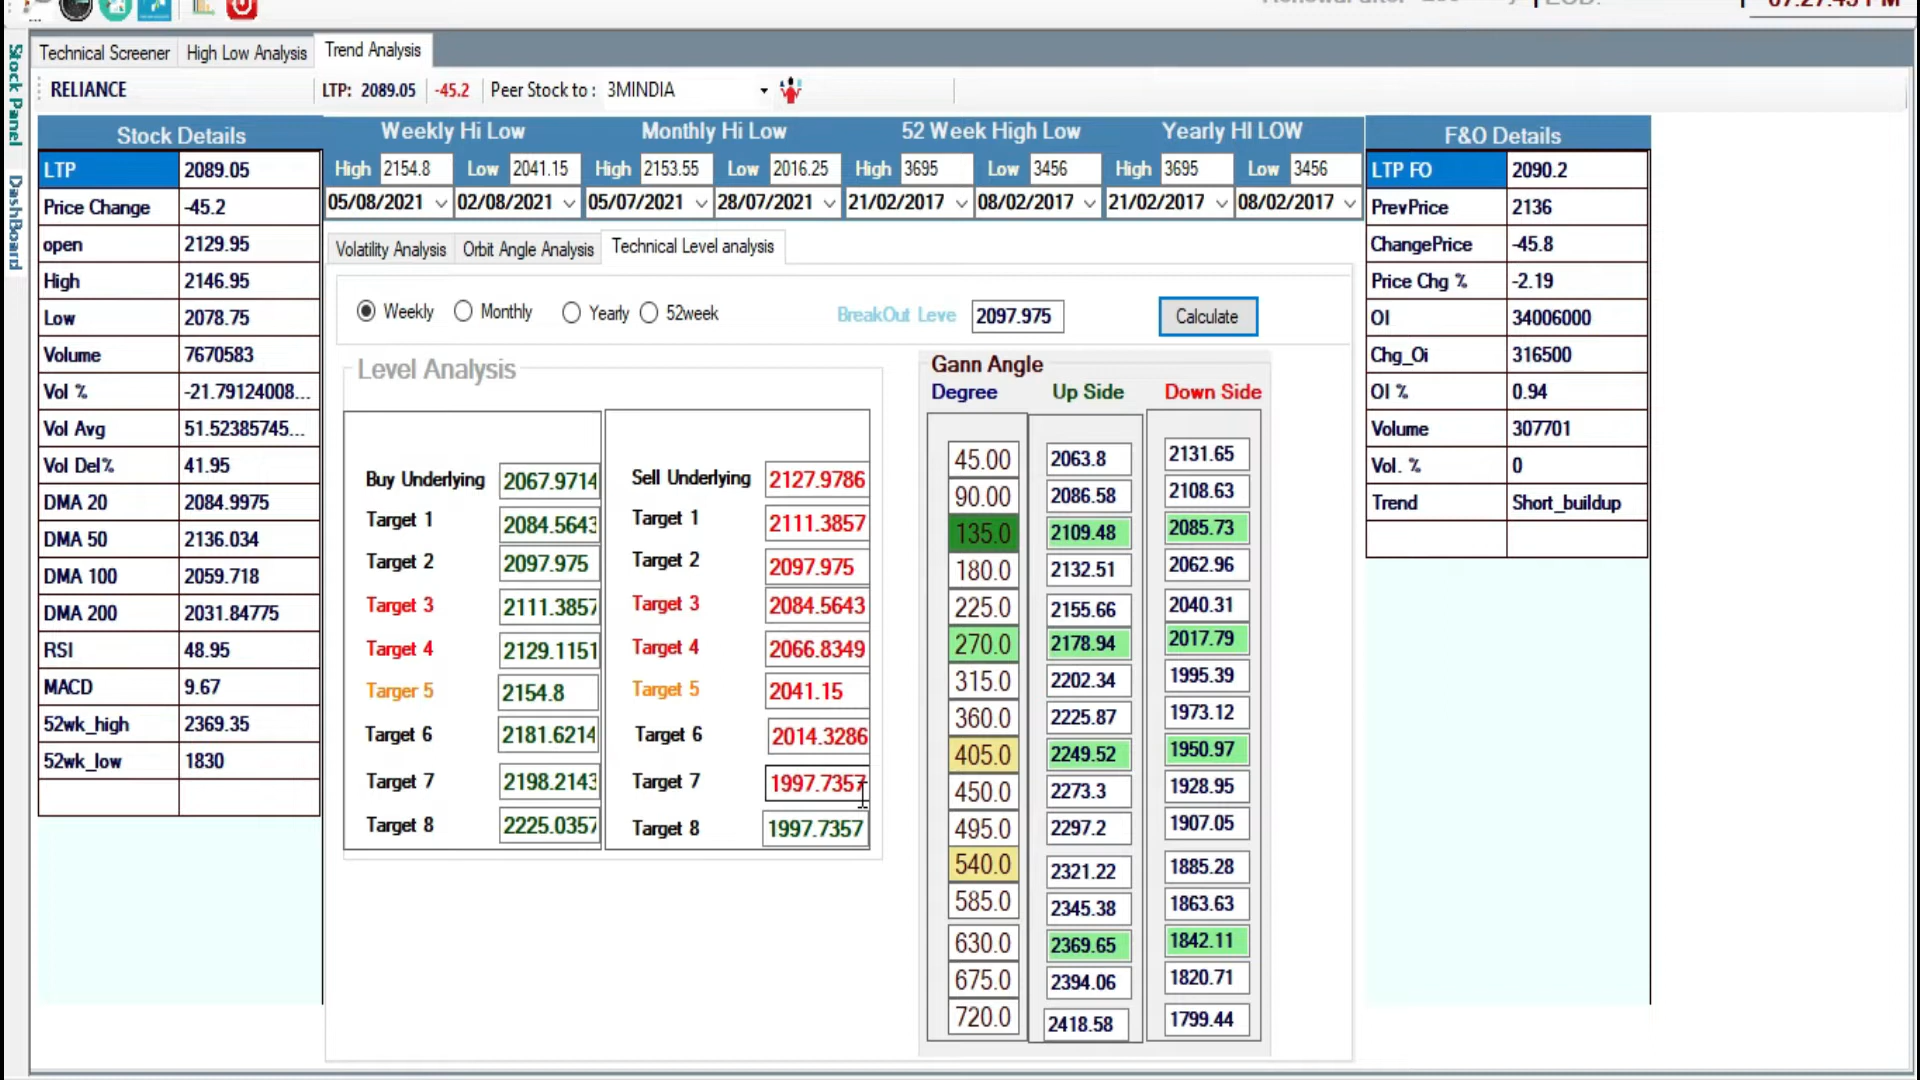 Technical Screener High Low Analysis Trend Analysis
Stock Panel
DashBoard
RELIANCE LTP: 2089.05 -45.2 Peer Stock to : 3MINDIA
Stock Details
LTP 2089.05
Price Change -45.2
open 2129.95
High 2146.95
Low 2078.75
Volume 7670583
Vol % -21.79124008...
Vol Avg 51.52385745...
Vol Del% 41.95
DMA 20 2084.9975
DMA 50 2136.034
DMA 100 2059.718
DMA 200 2031.84775
RSI 48.95
MACD 9.67
52wk_high 2369.35
52wk_low 1830
Weekly Hi Low Monthly Hi Low 52 Week High Low Yearly HI LOW
High 2154.8 Low 2041.15 High 2153.55 Low 2016.25 High 3695 Low 3456 High 3695 Low 3456
05/08/2021 02/08/2021 05/07/2021 28/07/2021 21/02/2017 08/02/2017 21/02/2017 08/02/2017
Volatility Analysis Orbit Angle Analysis Technical Level analysis
Weekly Monthly Yearly 52week BreakOut Leve 2097.975 Calculate
Level Analysis
Buy Underlying 2067.9714 Sell Underlying 2127.9786
Target 1 2084.5643 Target 1 2111.3857
Target 2 2097.975 Target 2 2097.975
Target 3 2111.3857 Target 3 2084.5643
Target 4 2129.1151 Target 4 2066.8349
Targer 5 2154.8 Target 5 2041.15
Target 6 2181.6214 Target 6 2014.3286
Target 7 2198.2143 Target 7 1997.7357
Target 8 2225.0357 Target 8 1997.7357
Gann Angle
Degree Up Side Down Side
45.00 2063.8 2131.65
90.00 2086.58 2108.63
135.0 2109.48 2085.73
180.0 2132.51 2062.96
225.0 2155.66 2040.31
270.0 2178.94 2017.79
315.0 2202.34 1995.39
360.0 2225.87 1973.12
405.0 2249.52 1950.97
450.0 2273.3 1928.95
495.0 2297.2 1907.05
540.0 2321.22 1885.28
585.0 2345.38 1863.63
630.0 2369.65 1842.11
675.0 2394.06 1820.71
720.0 2418.58 1799.44
F&O Details
LTP FO 2090.2
PrevPrice 2136
ChangePrice -45.8
Price Chg % -2.19
OI 34006000
Chg_Oi 316500
OI % 0.94
Volume 307701
Vol. % 0
Trend Short_buildup